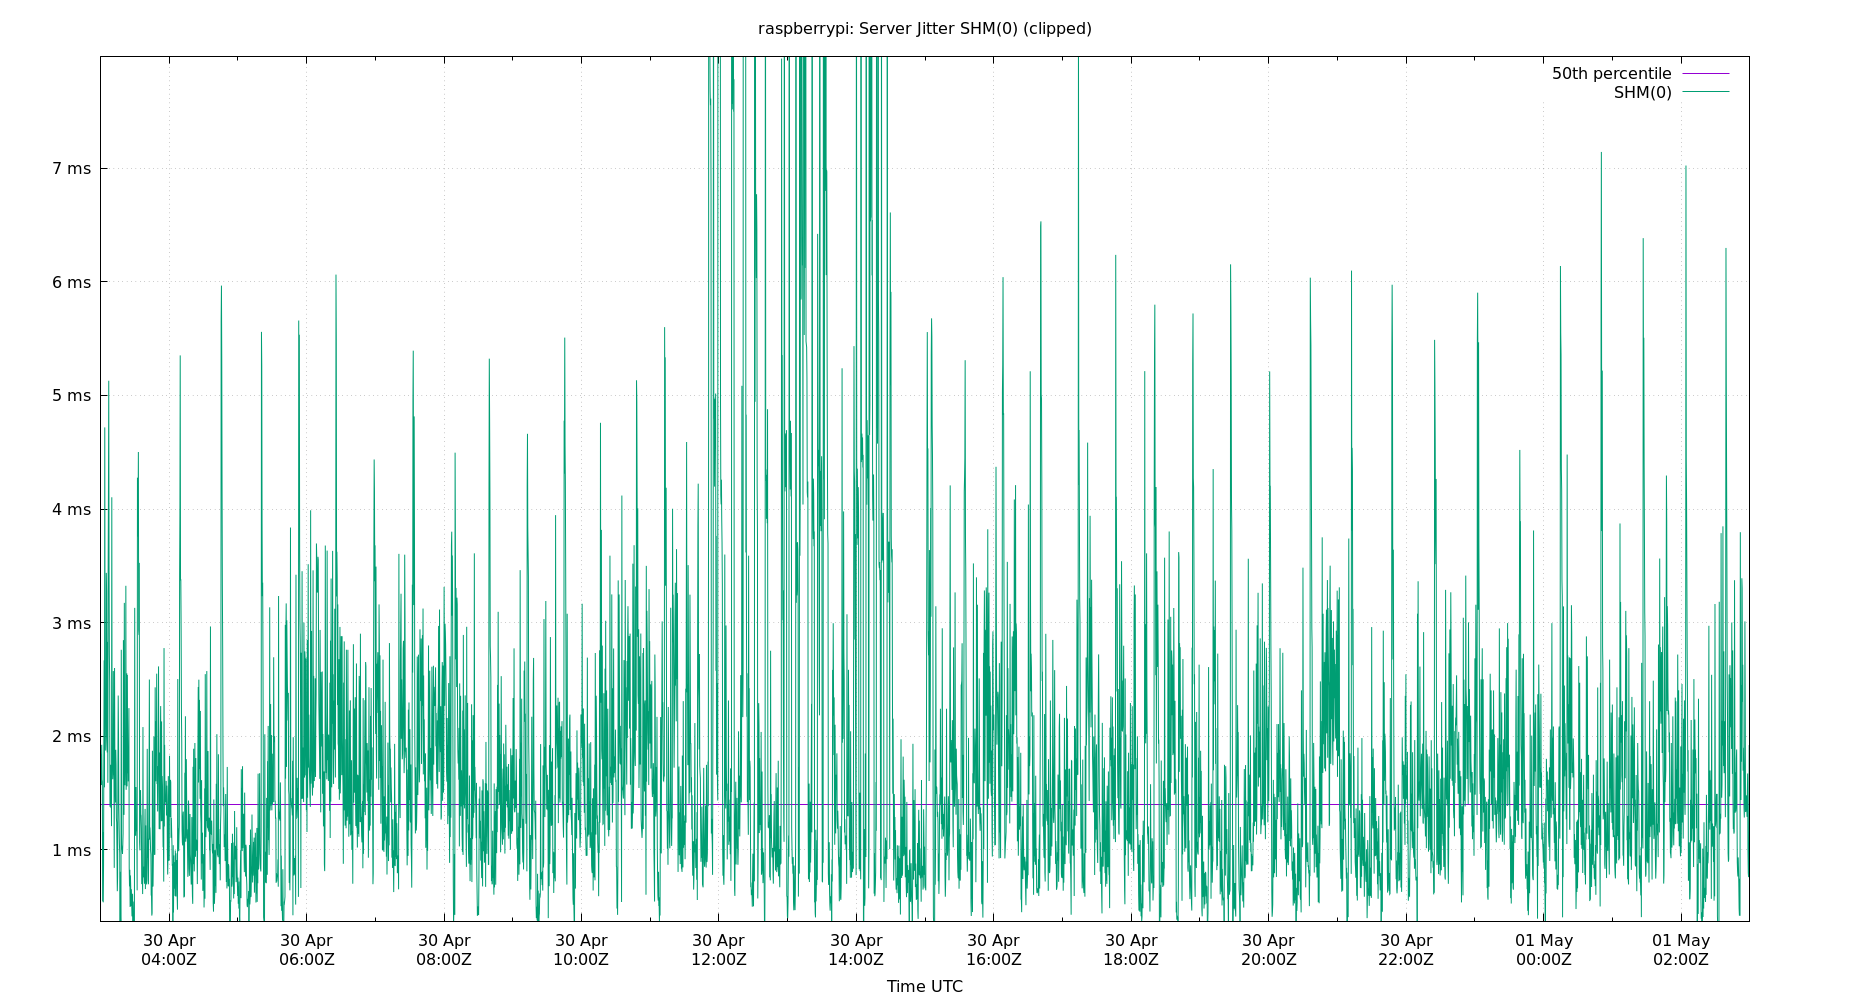 raspberrypi: Server Jitter SHM(0) (clipped)
50th percentile
SHM(0)
7 ms
6 ms
5 ms
4 ms
3 ms
2 ms
1 ms
30 Apr 30 Apr 30 Apr 30 Apr 30 Apr 30 Apr 30 Apr 30 Apr 30 Apr 30 Apr 01 May 01 May
04:00Z 06:00Z 08:00Z 10:00Z 12:00Z 14:00Z 16:00Z 18:00Z 20:00Z 22:00Z 00:00Z 02:00Z
Time UTC